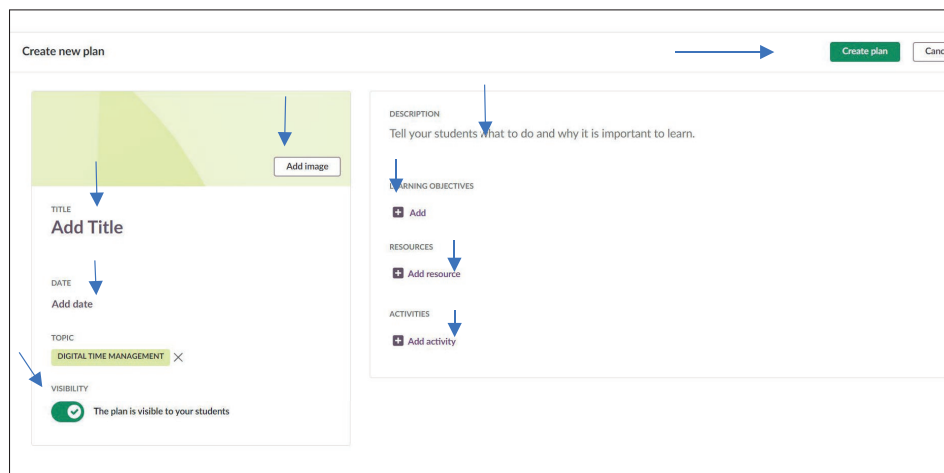 Create new plan
Create plan
Add image
TITLE
Add Title
DATE
Add date
TOPIC
DIGITAL TIME MANAGEMENT
VISIBILITY
The plan is visible to your students
DESCRIPTION
Tell your students what to do and why it is important to learn.
LEARNING OBJECTIVES
Add
RESOURCES
Add resource
ACTIVITIES
Add activity